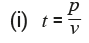 (i) t = p/v